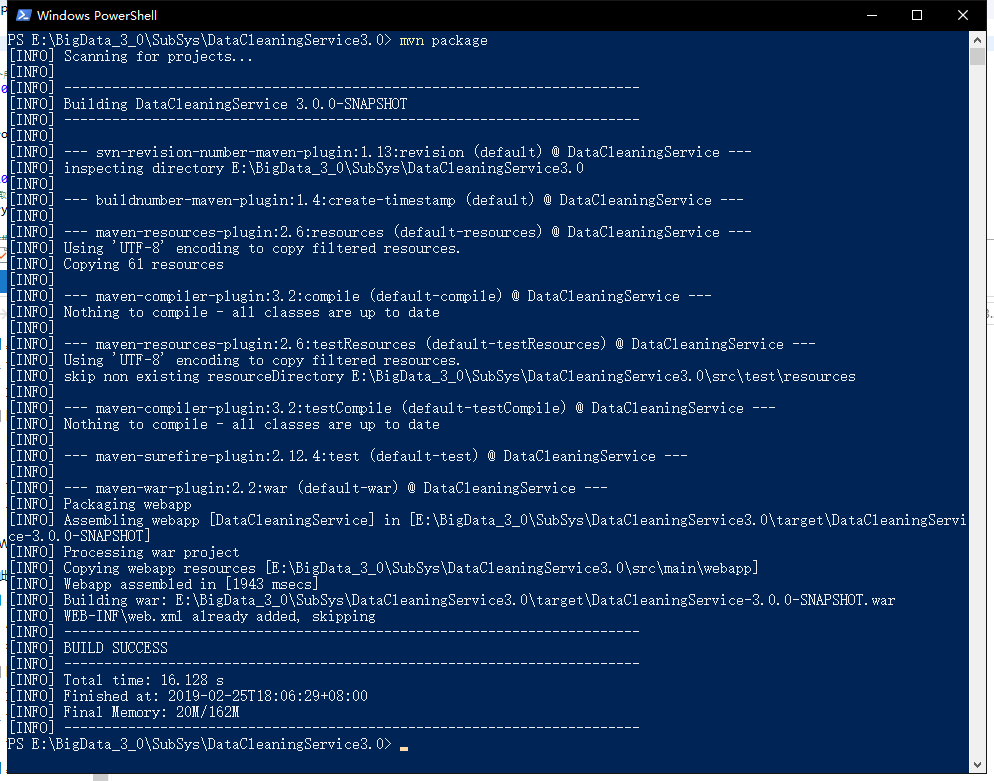 Windows PowerShell
PS E:\BigData_3_0\SubSys\DataCleaningService3.0> mvn package
[INFO] Scanning for projects...
[INFO]
[INFO] ------------------------------------------------------------------------
[INFO] Building DataCleaningService 3.0.0-SNAPSHOT
[INFO] ------------------------------------------------------------------------
[INFO]
[INFO] --- svn-revision-number-maven-plugin:1.13:revision (default) @ DataCleaningService ---
[INFO] inspecting directory E:\BigData_3_0\SubSys\DataCleaningService3.0
[INFO]
[INFO] --- buildnumber-maven-plugin:1.4:create-timestamp (default) @ DataCleaningService ---
[INFO]
[INFO] --- maven-resources-plugin:2.6:resources (default-resources) @ DataCleaningService ---
[INFO] Using 'UTF-8' encoding to copy filtered resources.
[INFO] Copying 61 resources
[INFO]
[INFO] --- maven-compiler-plugin:3.2:compile (default-compile) @ DataCleaningService ---
[INFO] Nothing to compile - all classes are up to date
[INFO]
[INFO] --- maven-resources-plugin:2.6:testResources (default-testResources) @ DataCleaningService ---
[INFO] Using 'UTF-8' encoding to copy filtered resources.
[INFO] skip non existing resourceDirectory E:\BigData_3_0\SubSys\DataCleaningService3.0\src\test\resources
[INFO]
[INFO] --- maven-compiler-plugin:3.2:testCompile (default-testCompile) @ DataCleaningService ---
[INFO] Nothing to compile - all classes are up to date
[INFO]
[INFO] --- maven-surefire-plugin:2.12.4:test (default-test) @ DataCleaningService ---
[INFO]
[INFO] --- maven-war-plugin:2.2:war (default-war) @ DataCleaningService ---
[INFO] Packaging webapp
[INFO] Assembling webapp [DataCleaningService] in [E:\BigData_3_0\SubSys\DataCleaningService3.0\target\DataCleaningServi
ce-3.0.0-SNAPSHOT]
[INFO] Processing war project
[INFO] Copying webapp resources [E:\BigData_3_0\SubSys\DataCleaningService3.0\src\main\webapp]
[INFO] Webapp assembled in [1943 msecs]
[INFO] Building war: E:\BigData_3_0\SubSys\DataCleaningService3.0\target\DataCleaningService-3.0.0-SNAPSHOT.war
[INFO] WEB-INF\web.xml already added, skipping
[INFO] ------------------------------------------------------------------------
[INFO] BUILD SUCCESS
[INFO] ------------------------------------------------------------------------
[INFO] Total time: 16.128 s
[INFO] Finished at: 2019-02-25T18:06:29+08:00
[INFO] Final Memory: 20M/162M
[INFO] ------------------------------------------------------------------------
PS E:\BigData_3_0\SubSys\DataCleaningService3.0>